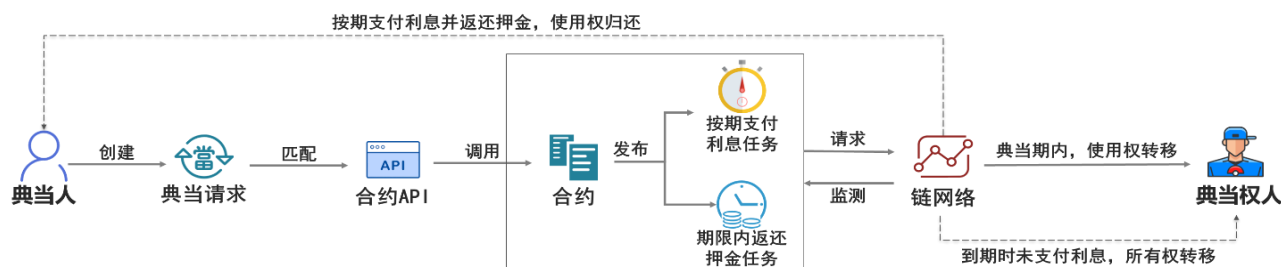 按期支付利息并返还押金，使用权归还
典当人
创建
當
典当请求
匹配
API
合约API
调用
合约
发布
按期支付
利息任务
期限内返还
押金任务
请求
监测
链网络
典当期内，使用权转移
典当权人
到期时未支付利息，所有权转移